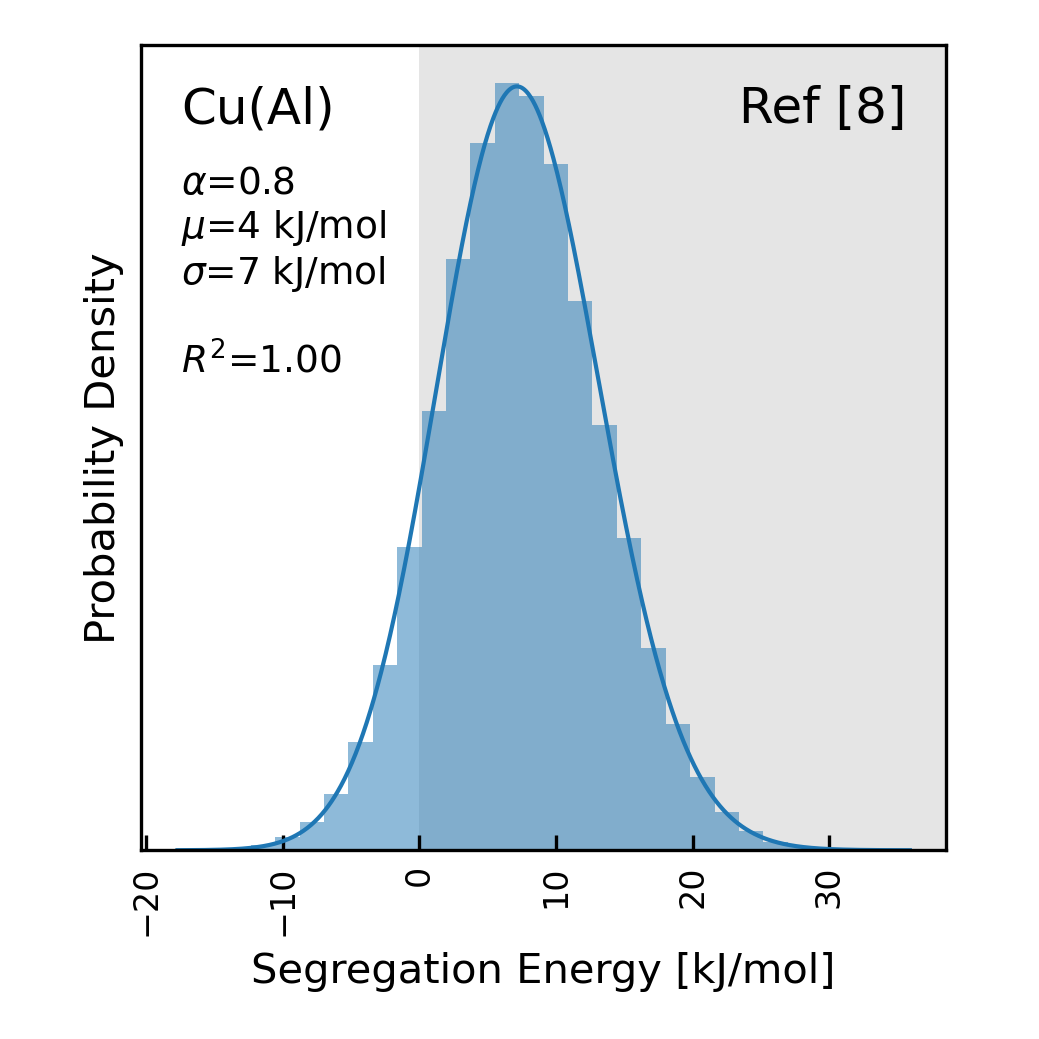 Cu(Al)
Ref [8]
α=0.8
μ=4 kJ/mol
σ=7 kJ/mol
R²=1.00
Probability Density
−20
−10
0
10
20
30
Segregation Energy [kJ/mol]